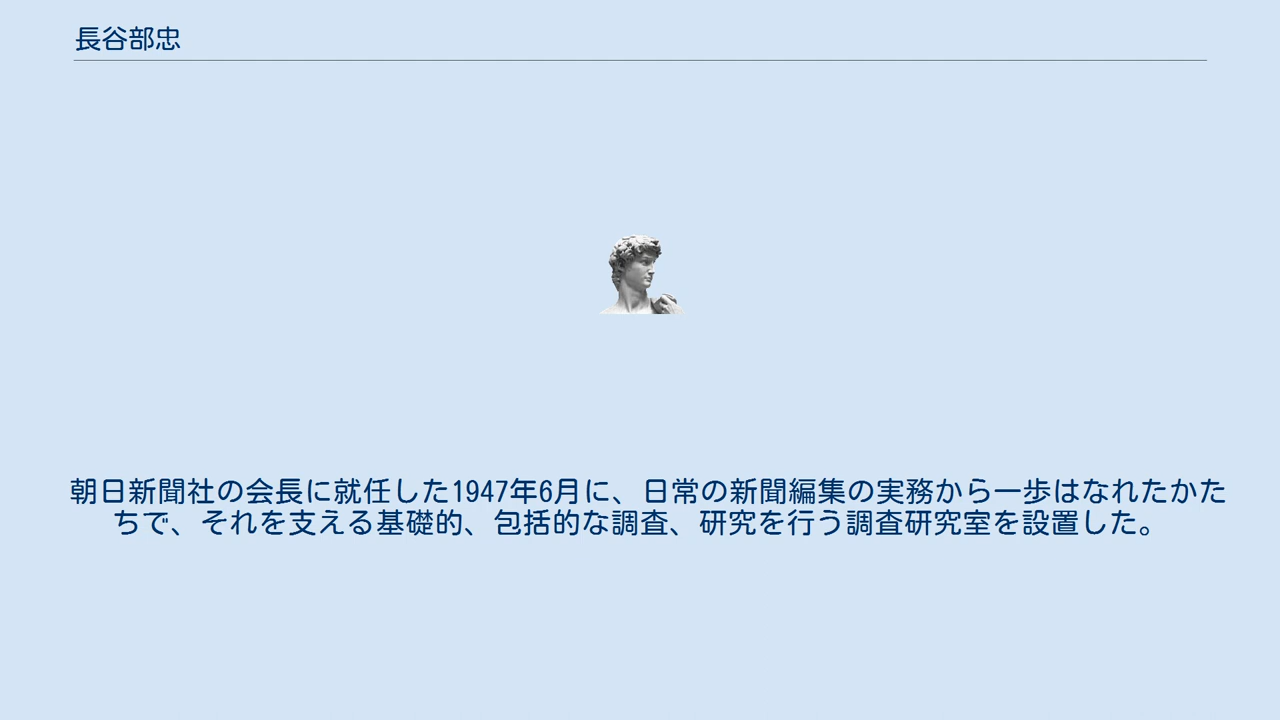 長谷部忠
朝日新聞社の会長に就任した1947年6月に、日常の新聞編集の実務から一歩はなれたかた
ちで、それを支える基礎的、包括的な調査、研究を行う調査研究室を設置した。